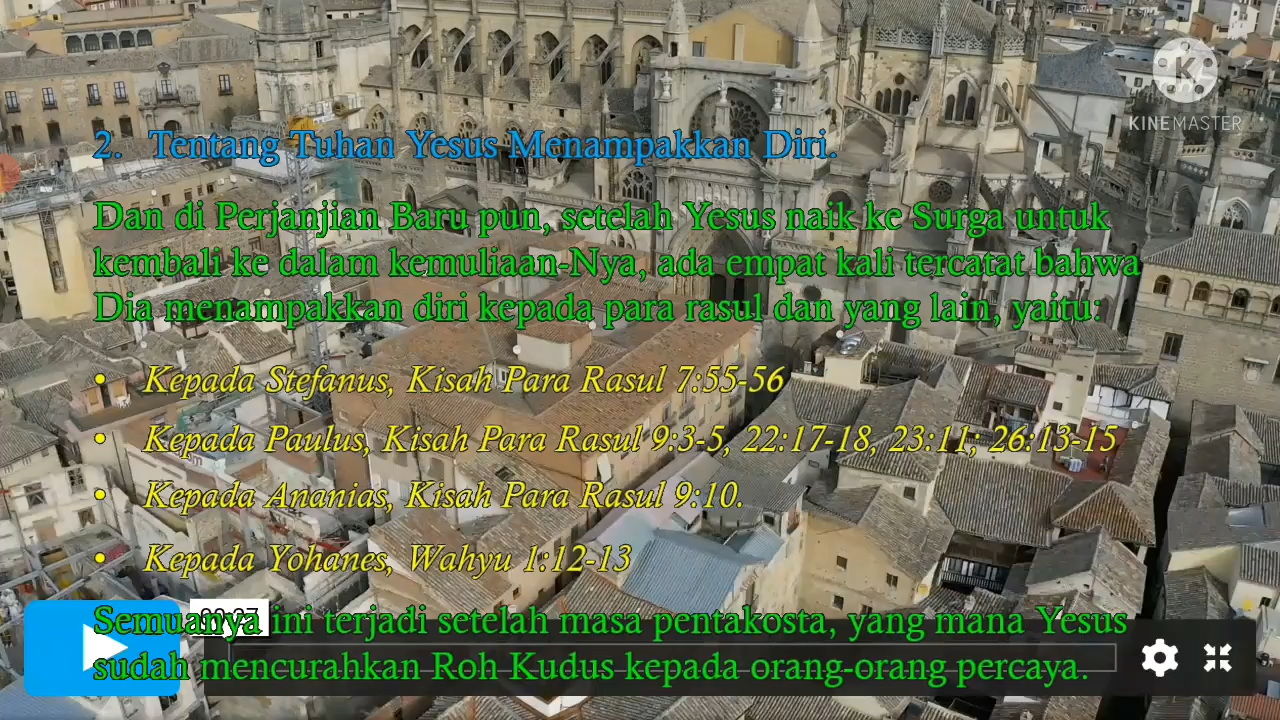 KINEMASTER
2. Tentang Tuhan Yesus Menampakkan Diri.
Dan di Perjanjian Baru pun, setelah Yesus naik ke Surga untuk
kembali ke dalam kemuliaan-Nya, ada empat kali tercatat bahwa
Dia menampakkan diri kepada para rasul dan yang lain, yaitu:
• Kepada Stefanus, Kisah Para Rasul 7:55-56
• Kepada Paulus, Kisah Para Rasul 9:3-5, 22:17-18, 23:11; 26:13-15
• Kepada Ananias, Kisah Para Rasul 9:10.
• Kepada Yohanes, Wahyu 1:12-13
Semuanya ini terjadi setelah masa pentakosta, yang mana Yesus
sudah mencurahkan Roh Kudus kepada orang-orang percaya.